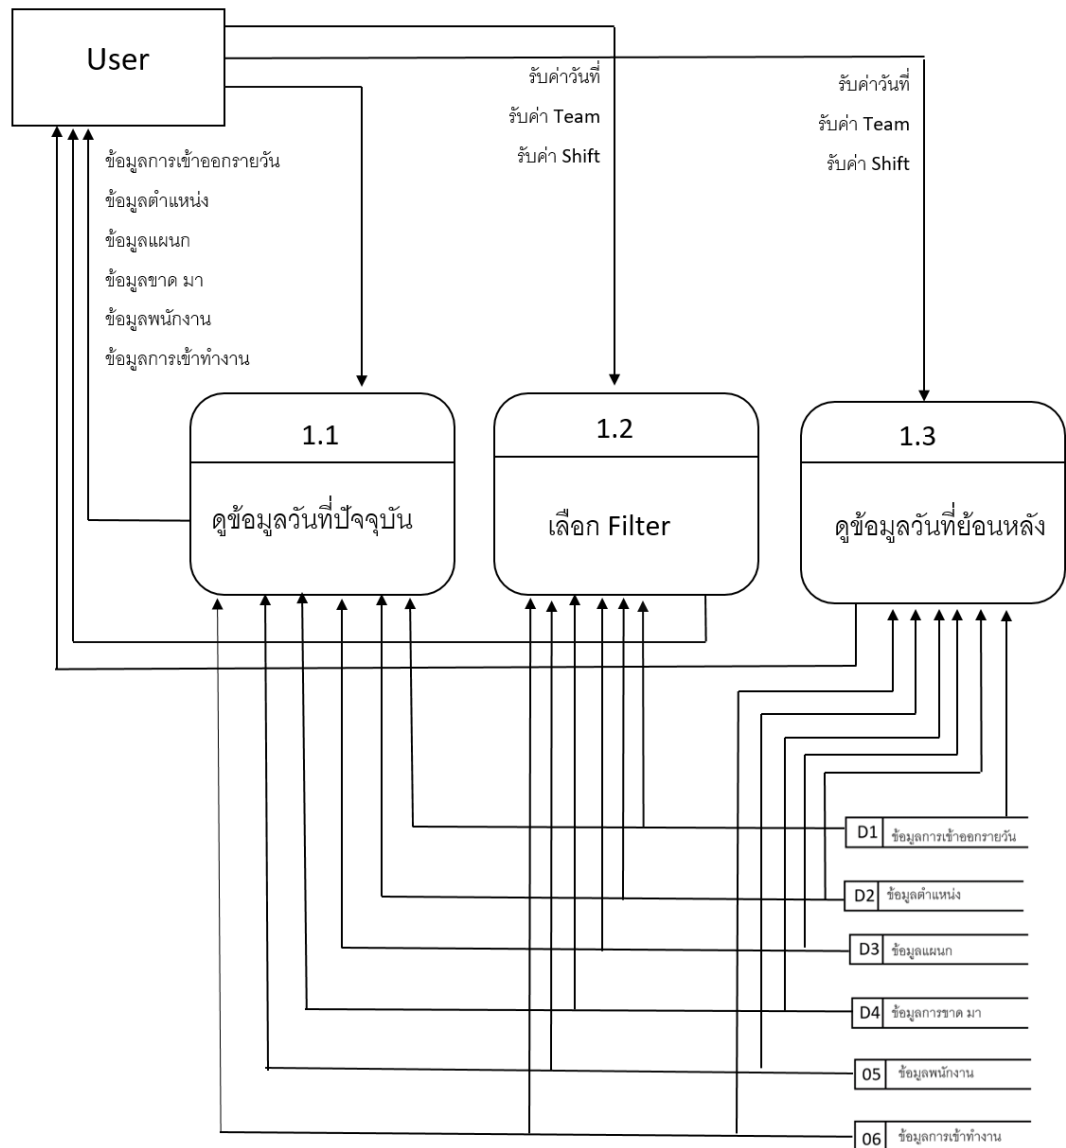 User
รับค่าวันที่
รับค่า Team
รับค่า Shift
รับค่าวันที่
รับค่า Team
รับค่า Shift
ข้อมูลการเข้าออกรายวัน
ข้อมูลตำแหน่ง
ข้อมูลแผนก
ข้อมูลขาด มา
ข้อมูลพนักงาน
ข้อมูลการเข้าทำงาน
1.1
ดูข้อมูลวันที่ปัจจุบัน
1.2
เลือก Filter
1.3
ดูข้อมูลวันที่ย้อนหลัง
D1 ข้อมูลการเข้าออกรายวัน
D2 ข้อมูลตำแหน่ง
D3 ข้อมูลแผนก
D4 ข้อมูลการขาด มา
05 ข้อมูลพนักงาน
06 ข้อมูลการเข้าทำงาน